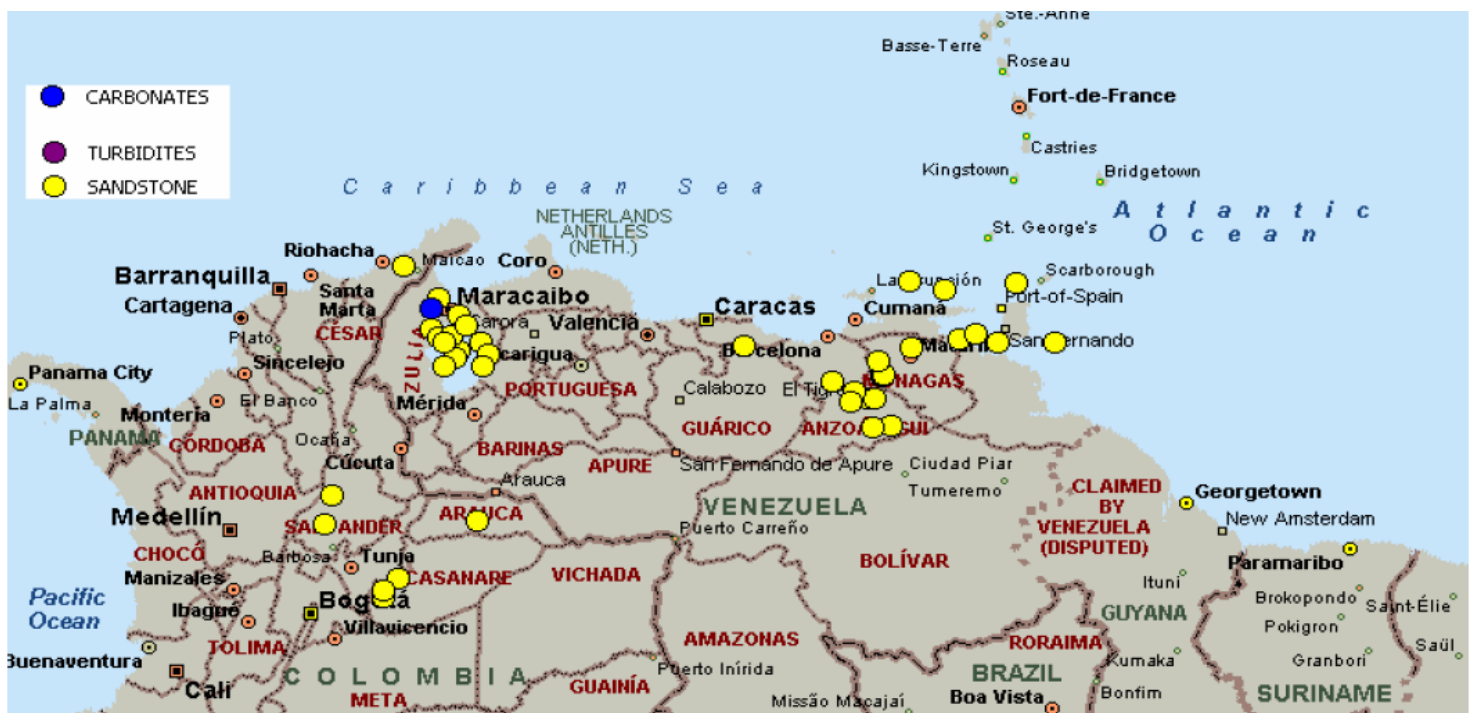 Ste.-Anne
Basse-Terre
Roseau
CARBONATES
Fort-de-France
TURBIDITES
Castries
SANDSTONE
Kingstown
Bridgetown
Caribbean Sea
Atlantic
Ocean
NETHERLANDS
ANTILLES
(NETH.)
St. George's
Riohacha
Maicao
Coro
Barranquilla
Scarborough
Santa
Marta
Maracaibo
Cartagena
Caracas
Port-of-Spain
Cumaná
CESAR
Valencia
Plato
Sincelejo
ZULIA
Panama City
La Palma
El Banco
PORTUGUESA
Calabozo
El Tigre
Montería
Mérida
PANAMA
CÓRDOBA
Ocaña
BARINAS
GUÁRICO
Cúcuta
APURE
San Fernando de Apure
Ciudad Piar
Arauca
Tumeremo
ANTIOQUIA
VENEZUELA
CLAIMED
BY
VENEZUELA
(DISPUTED)
Georgetown
New Amsterdam
Medellín
ARAUCA
Puerto Carreño
CHOCÓ
Barbosa
Tunja
CASANARE
VICHADA
BOLÍVAR
Paramaribo
Manizales
Ituni
Pacific
Ocean
Ibagué
Brokopondo
Saint-Élie
GUYANA
Villavicencio
Pokigron
TOLIMA
AMAZONAS
RORAIMA
Buenaventura
Puerto Inírida
Kumaka
Granbori
Saül
COLOMBIA
BRAZIL
Cali
GUAINÍA
Bonfim
SURINAME
META
Missão Macajaí
Boa Vista